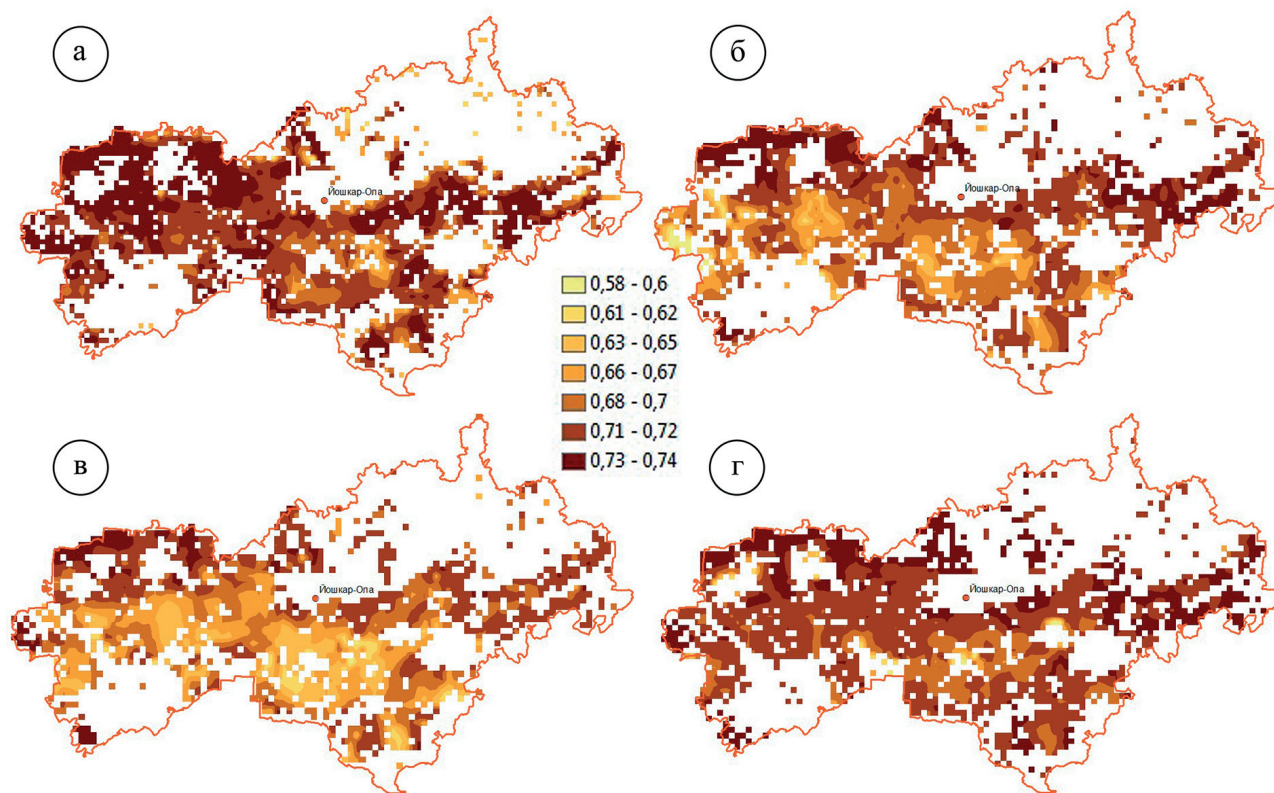 а
б
Йошкар-Ола
Йошкар-Ола
0,58 - 0,6
0,61 - 0,62
0,63 - 0,65
0,66 - 0,67
0,68 - 0,7
0,71 - 0,72
0,73 - 0,74
в
г
Йошкар-Ола
Йошкар-Ола